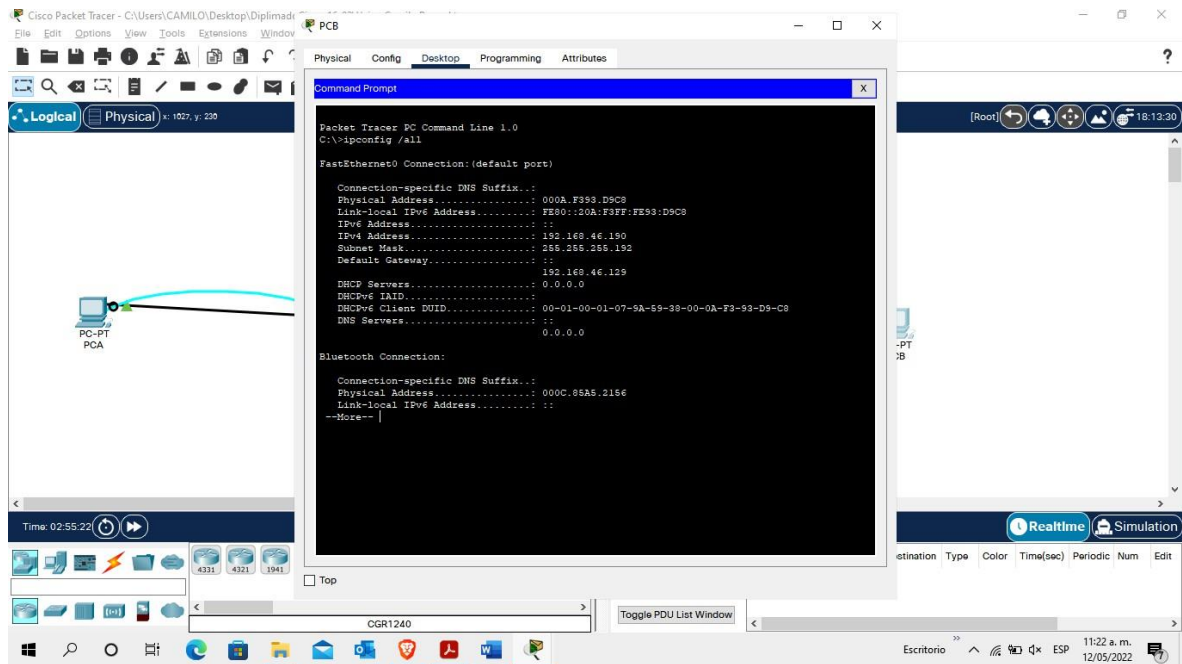 Cisco Packet Tracer - C:\Users\CAMILO\Desktop\Diplimado
File Edit Options View Tools Extensions Window
?
Logical Physical x: 1027, y: 230
[Root] 18:13:30
PC-PT
PCA
-PT
CB
PCB
Physical Config Desktop Programming Attributes
Command Prompt X
Packet Tracer PC Command Line 1.0
C:\>ipconfig /all
FastEthernet0 Connection:(default port)
Connection-specific DNS Suffix..:
Physical Address................: 000A.F393.D9C8
Link-local IPv6 Address.........: FE80::20A:F3FF:FE93:D9C8
IPv6 Address....................: ::
IPv4 Address....................: 192.168.46.190
Subnet Mask.....................: 255.255.255.192
Default Gateway.................: ::
192.168.46.129
DHCP Servers....................: 0.0.0.0
DHCPv6 IAID.....................:
DHCPv6 Client DUID..............: 00-01-00-01-07-9A-59-38-00-0A-F3-93-D9-C8
DNS Servers.....................: ::
0.0.0.0
Bluetooth Connection:
Connection-specific DNS Suffix..:
Physical Address................: 000C.85A5.2156
Link-local IPv6 Address.........: ::
--More--
Top
Time: 02:55:22
Realtime Simulation
4331 4321 1941
CGR1240
Toggle PDU List Window
estination Type Color Time(sec) Periodic Num Edit
Escritorio ESP 11:22 a. m.
12/05/2022